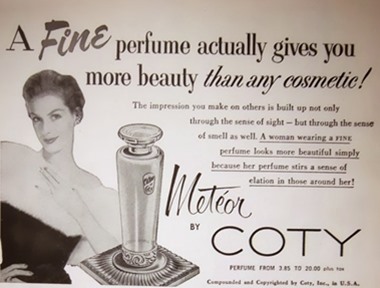 A Fine perfume actually gives you
more beauty than any cosmetic!
The impression you make on others is built up not only
through the sense of sight – but through the sense
of smell as well. A woman wearing a FINE
perfume looks more beautiful simply
because her perfume stirs a sense of
elation in those around her!
Metéor
BY COTY
PERFUME FROM 3.85 TO 20.00 plus tax
Compounded and Copyrighted by Coty, Inc., in U.S.A.